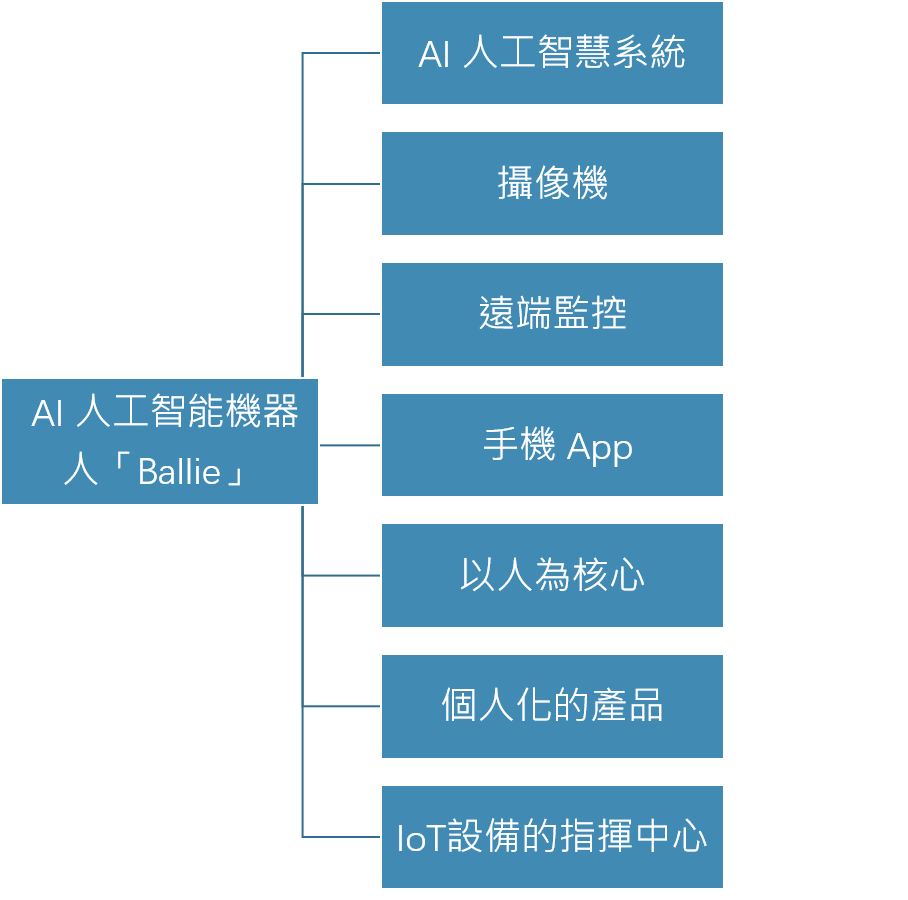 AI 人工智慧系統
攝像機
遠端監控
AI 人工智能機器
人「Ballie」
手機 App
以人為核心
個人化的產品
IoT設備的指揮中心